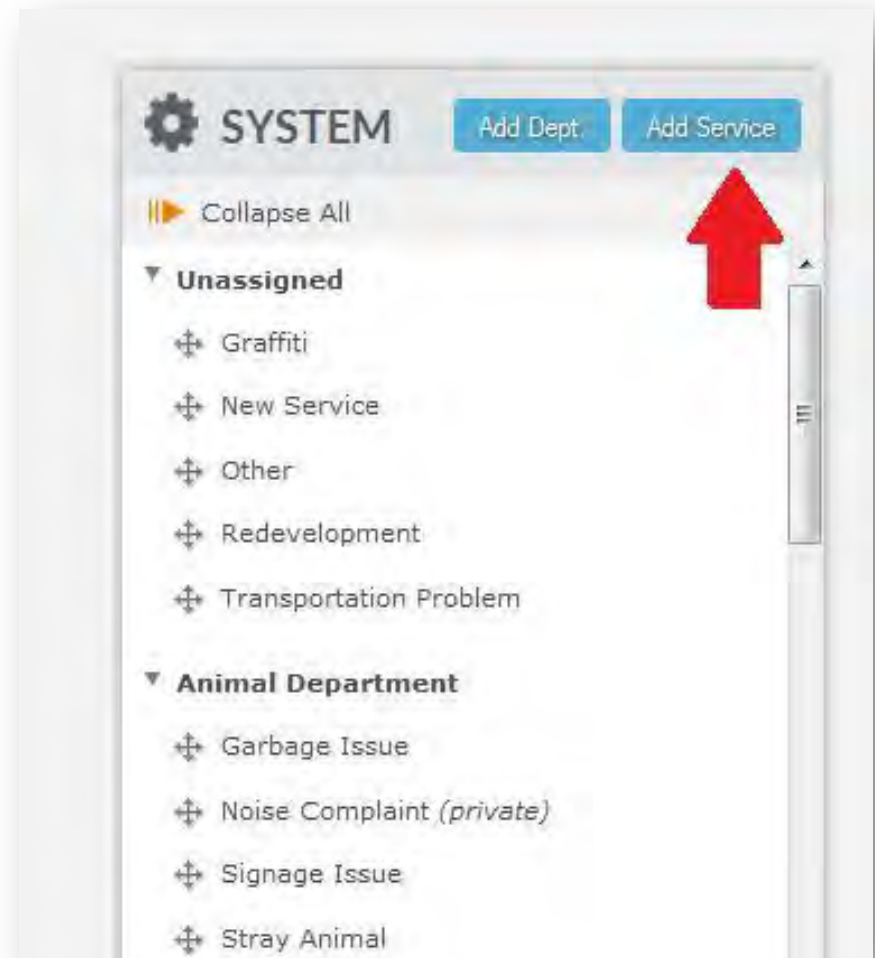 SYSTEM Add Dept. Add Service
Collapse All
Unassigned
Graffiti
New Service
Other
Redevelopment
Transportation Problem
Animal Department
Garbage Issue
Noise Complaint (private)
Signage Issue
Stray Animal